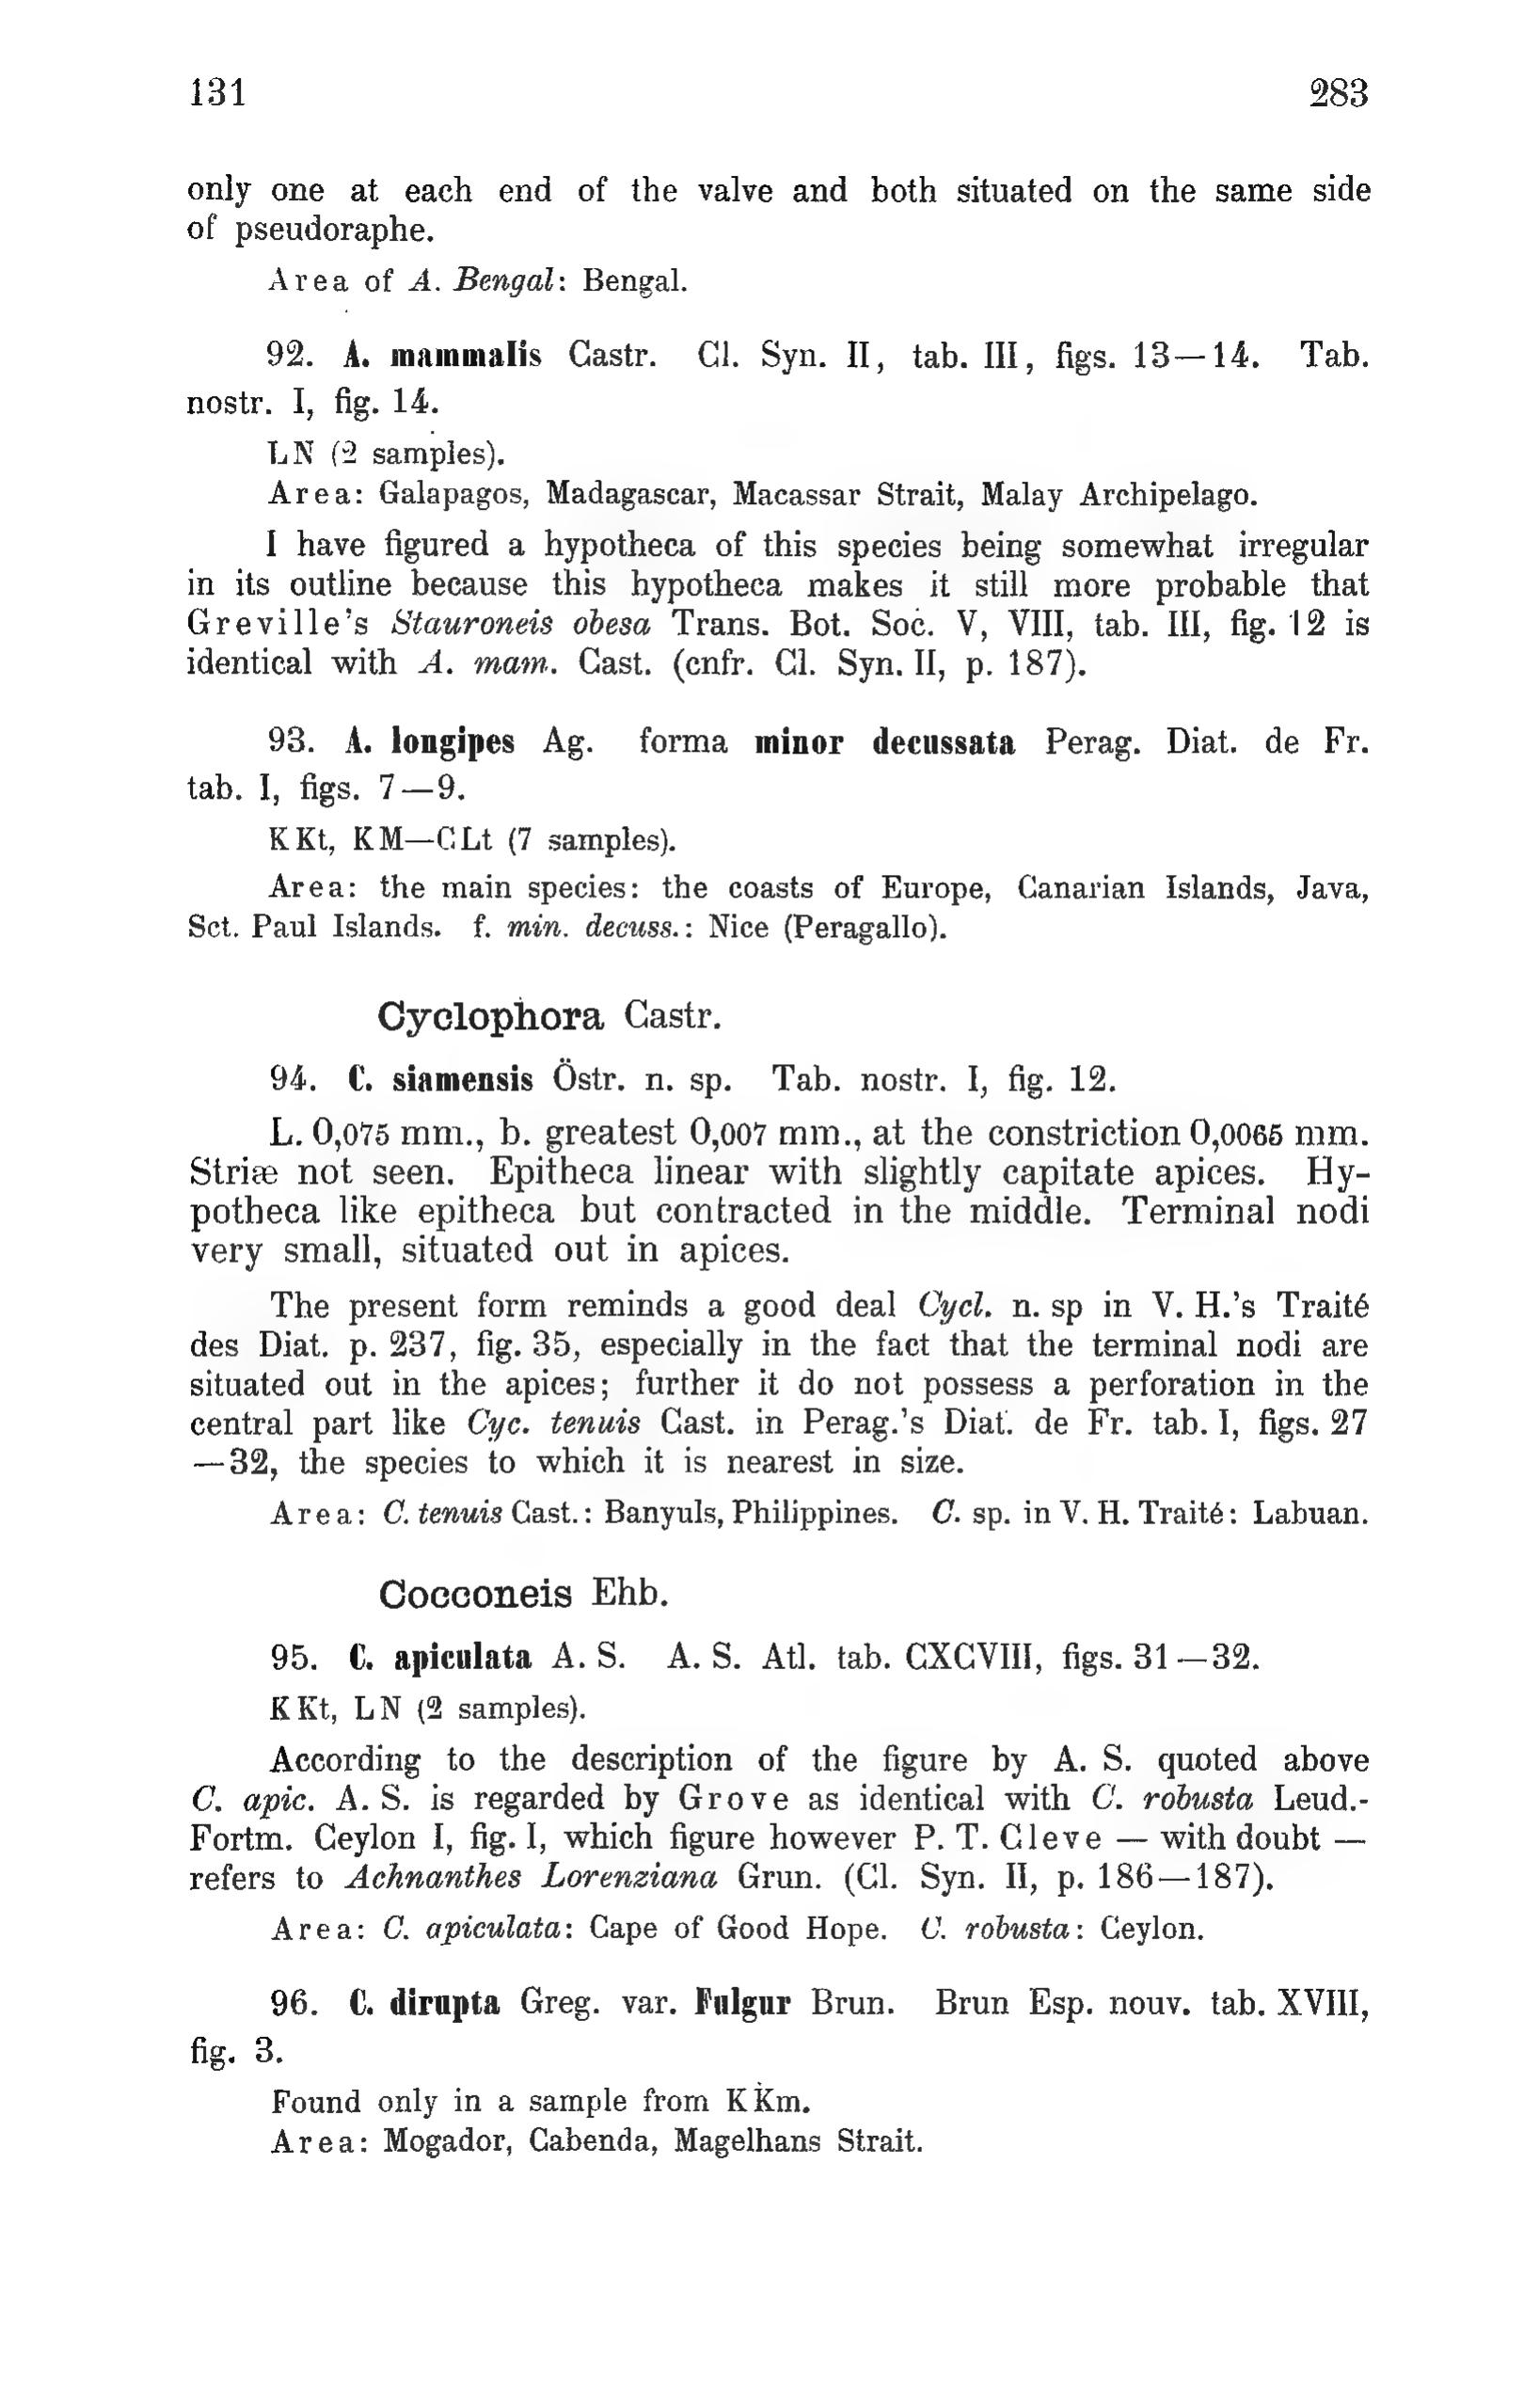 131 283
only one at each end of the valve and both situated on the same side
of pseudoraphe.
Area of A. Bengal: Bengal.
92. A. mammalis Castr. Cl. Syn. II, tab. III, figs. 13—14. Tab.
nostr. I, fig. 14.
LN (2 samples).
Area: Galapagos, Madagascar, Macassar Strait, Malay Archipelago.
I have figured a hypotheca of this species being somewhat irregular
in its outline because this hypotheca makes it still more probable that
Greville's Stauroneis obesa Trans. Bot. Soc. V, VIII, tab. III, fig. 12 is
identical with A. mam. Cast. (cnfr. Cl. Syn. II, p. 187).
93. A. longipes Ag. forma minor decussata Perag. Diat. de Fr.
tab. I, figs. 7—9.
KKt, KM—CLt (7 samples).
Area: the main species: the coasts of Europe, Canarian Islands, Java,
Sct. Paul Islands. f. min. decuss.: Nice (Peragallo).
Cyclophora Castr.
94. C. siamensis Östr. n. sp. Tab. nostr. I, fig. 12.
L. 0,075 mm., b. greatest 0,007 mm., at the constriction 0,0065 mm.
Striæ not seen. Epitheca linear with slightly capitate apices. Hy-
potheca like epitheca but contracted in the middle. Terminal nodi
very small, situated out in apices.
The present form reminds a good deal Cycl. n. sp in V. H.'s Traité
des Diat. p. 237, fig. 35, especially in the fact that the terminal nodi are
situated out in the apices; further it do not possess a perforation in the
central part like Cyc. tenuis Cast. in Perag.'s Diat. de Fr. tab. I, figs. 27
—32, the species to which it is nearest in size.
Area: C. tenuis Cast.: Banyuls, Philippines. C. sp. in V. H. Traité: Labuan.
Cocconeis Ehb.
95. C. apiculata A. S. A. S. Atl. tab. CXCVIII, figs. 31—32.
KKt, LN (2 samples).
According to the description of the figure by A. S. quoted above
C. apic. A. S. is regarded by Grove as identical with C. robusta Leud.-
Fortm. Ceylon I, fig. I, which figure however P. T. Cleve — with doubt —
refers to Achnanthes Lorenziana Grun. (Cl. Syn. II, p. 186—187).
Area: C. apiculata: Cape of Good Hope. C. robusta: Ceylon.
96. C. dirupta Greg. var. Fulgur Brun. Brun Esp. nouv. tab. XVIII,
fig. 3.
Found only in a sample from KKm.
Area: Mogador, Cabenda, Magelhans Strait.